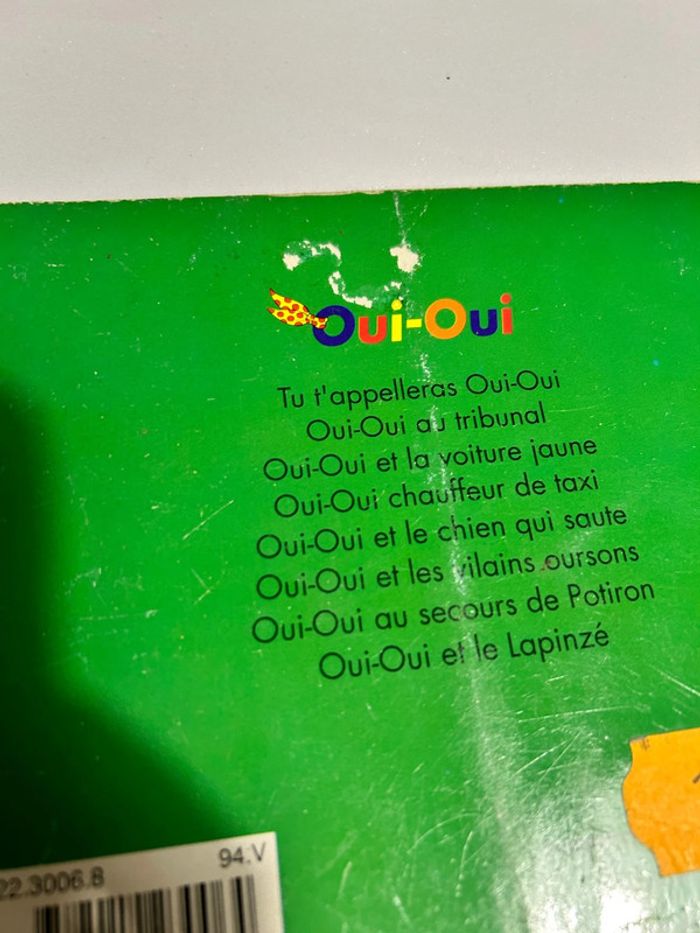 Oui-Oui
Tu t'appelleras Oui-Oui
Oui-Oui au tribunal
Oui-Oui et la voiture jaune
Oui-Oui chauffeur de taxi
Oui-Oui et le chien qui saute
Oui-Oui et les vilains oursons
Oui-Oui au secours de Potiron
Oui-Oui et le Lapinzé
94.V
22.3006.8